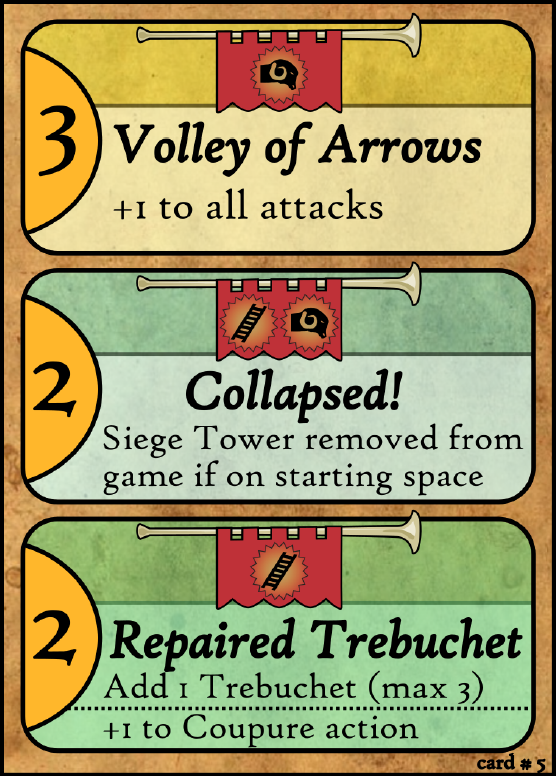 3
Volley of Arrows
+1 to all attacks
2
Collapsed!
Siege Tower removed from
game if on starting space
2
Repaired Trebuchet
Add 1 Trebuchet (max 3)
+1 to Coupure action
card # 5